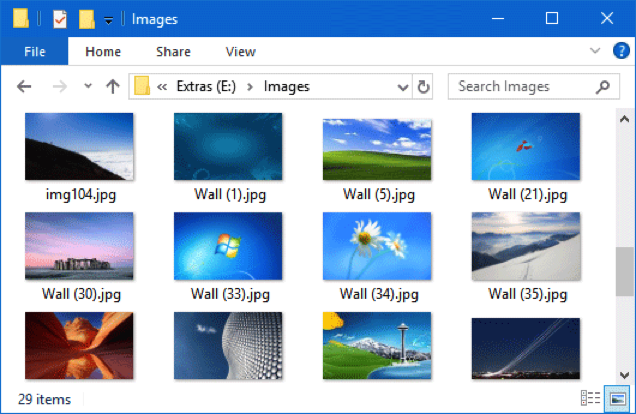 Images
File Home Share View
« Extras (E:) > Images Search Images
img104.jpg Wall (1).jpg Wall (5).jpg Wall (21).jpg
Wall (30).jpg Wall (33).jpg Wall (34).jpg Wall (35).jpg
29 items